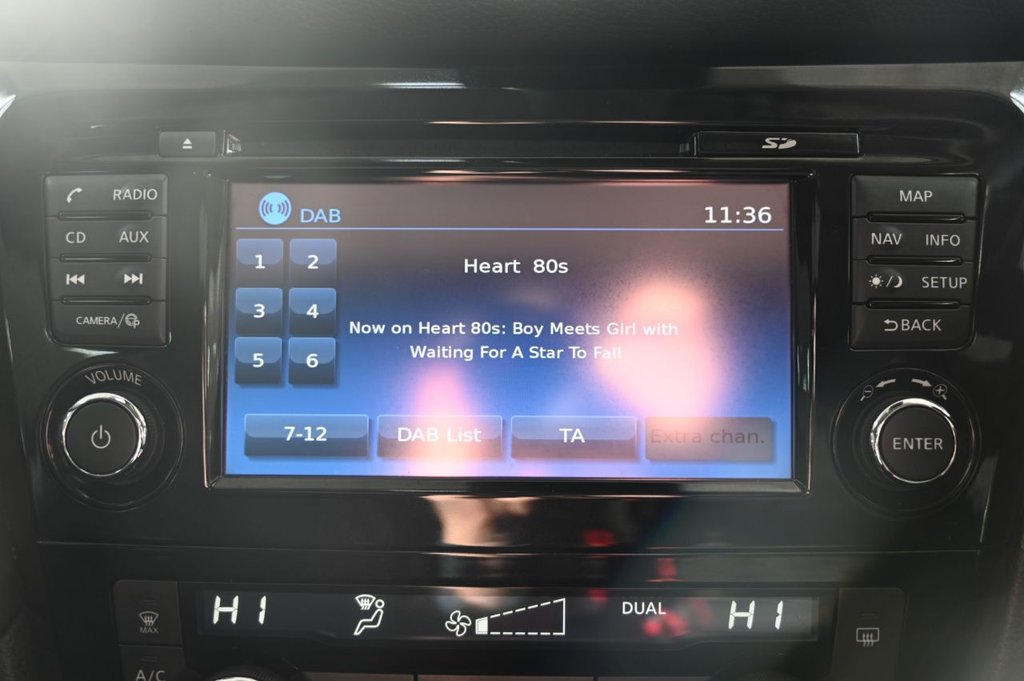 SD
RADIO
CD AUX
CAMERA/
VOLUME
DAB
11:36
1 2
3 4
5 6
Heart 80s
Now on Heart 80s: Boy Meets Girl with
Waiting For A Star To Fall
7-12 DAB List TA Extra chan.
MAP
NAV INFO
SETUP
BACK
ENTER
MAX
HI
DUAL
HI
A/C